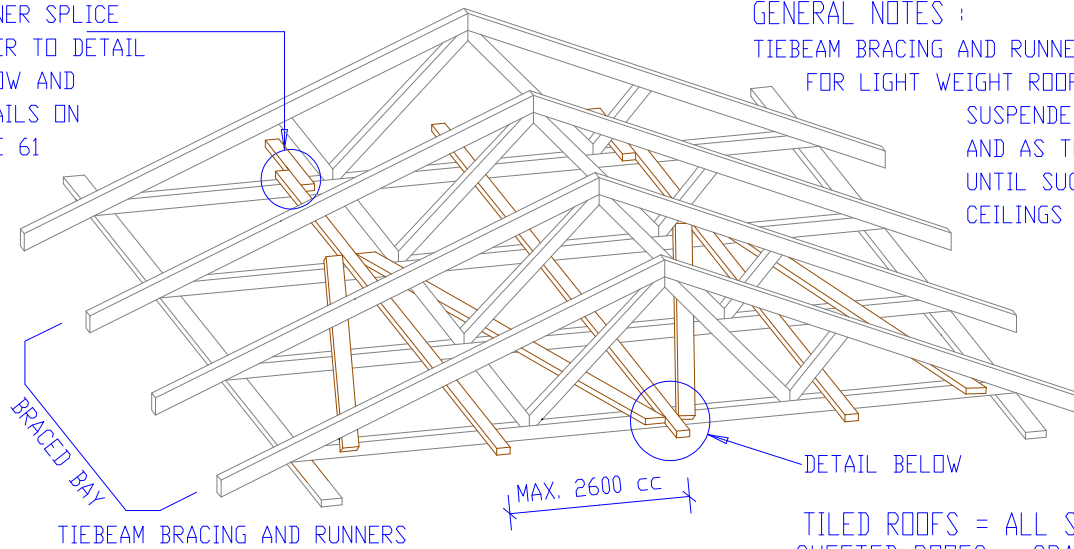 NER SPLICE
ER TO DETAIL
OW AND
AILS ON
E 61
GENERAL NOTES :
TIEBEAM BRACING AND RUNNE
FOR LIGHT WEIGHT ROOF
SUSPENDE
AND AS T
UNTIL SUC
CEILINGS
BRACED BAY
MAX. 2600 CC
DETAIL BELOW
TIEBEAM BRACING AND RUNNERS
TILED ROOFS = ALL S